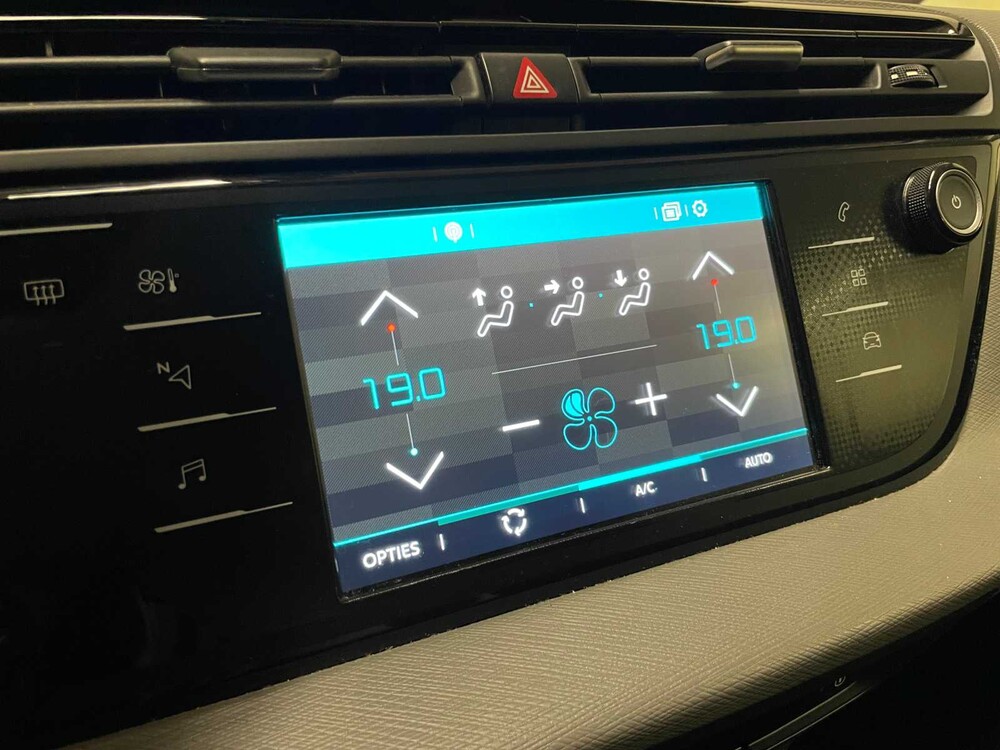 N
19.0
19.0
OPTIES
A/C
AUTO